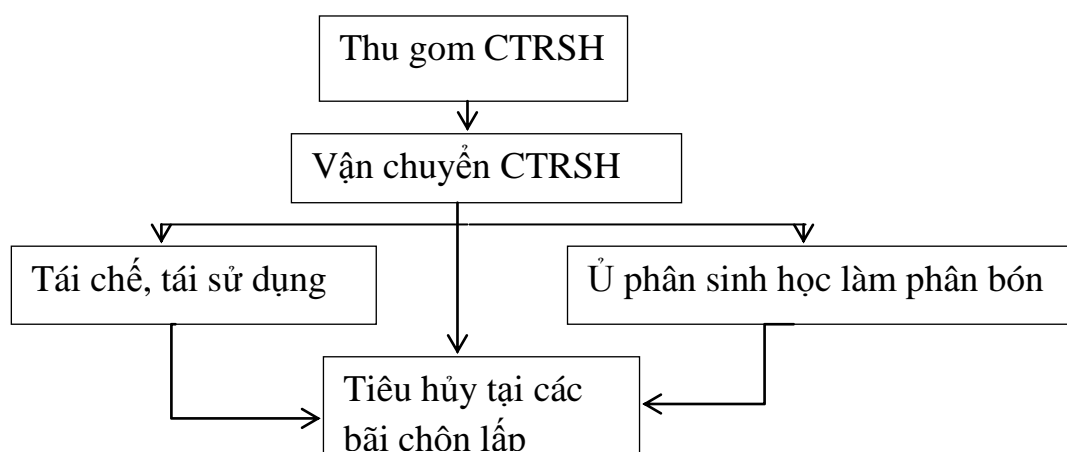 Thu gom CTRSH
Vận chuyển CTRSH
Tái chế, tái sử dụng
Ủ phân sinh học làm phân bón
Tiêu hủy tại các
bãi chôn lấp